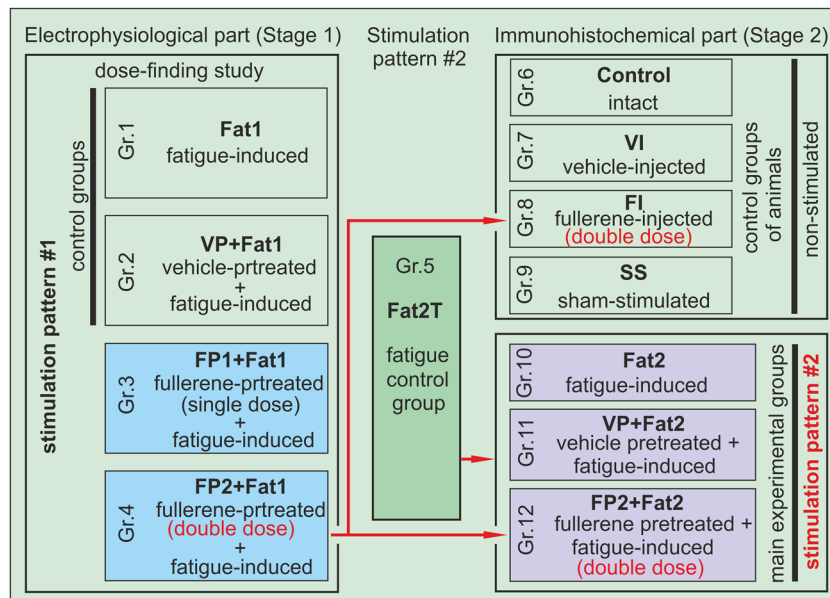 Electrophysiological part (Stage 1)
dose-finding study
stimulation pattern #1
control groups
Gr.1
Fat1
fatigue-induced
Gr.2
VP+Fat1
vehicle-prtreated
+
fatigue-induced
Gr.3
FP1+Fat1
fullerene-prtreated
(single dose)
+
fatigue-induced
Gr.4
FP2+Fat1
fullerene-prtreated
(double dose)
+
fatigue-induced
Stimulation
pattern #2
Gr.5
Fat2T
fatigue
control
group
Immunohistochemical part (Stage 2)
Gr.6
Control
intact
Gr.7
VI
vehicle-injected
Gr.8
FI
fullerene-injected
(double dose)
Gr.9
SS
sham-stimulated
control groups
of animals
non-stimulated
Gr.10
Fat2
fatigue-induced
Gr.11
VP+Fat2
vehicle pretreated +
fatigue-induced
Gr.12
FP2+Fat2
fullerene pretreated +
fatigue-induced
(double dose)
main experimental groups
stimulation pattern #2